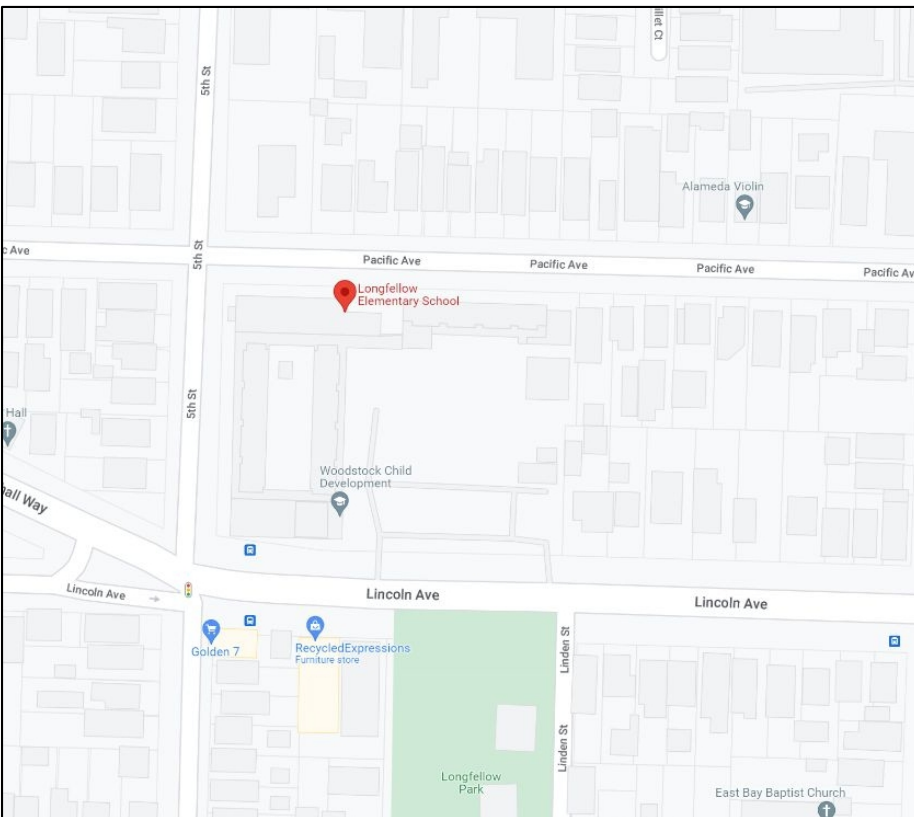 illet Ct
5th St
Alameda Violin
5th St
c Ave
Pacific Ave
Pacific Ave
Pacific Ave
Pacific Av
Longfellow
Elementary School
5th St
Hall
Woodstock Child
Development
hall Way
Lincoln Ave
Lincoln Ave
Lincoln Ave
Golden 7
RecycledExpressions
Furniture store
Linden St
Linden St
Longfellow
Park
East Bay Baptist Church